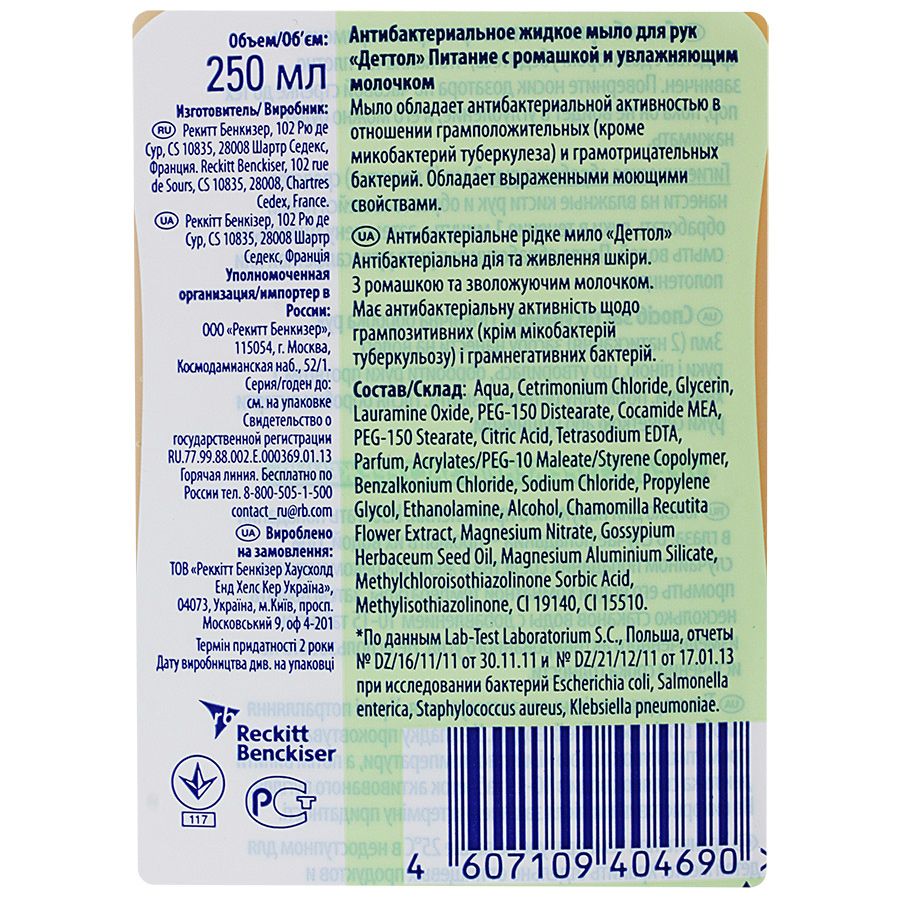 Объем/Об'єм:
250 мл
Изготовитель/ Виробник:
RU Рекитт Бенкизер, 102 Рю де
Сур, CS 10835, 28008 Шартр Седекс,
Франция. Reckitt Benckiser, 102 rue
de Sours, CS 10835, 28008, Chartres
Cedex, France.
UA Реккітт Бенкізер, 102 Рю де
Сур, CS 10835, 28008 Шартр
Седекс, Франція
Уполномоченная
организация/импортер в
России:
ООО «Рекитт Бенкизер»,
115054, г. Москва,
Космодамианская наб., 52/1.
Серия/годен до:
см. на упаковке
Свидетельство о
государственной регистрации
RU.77.99.88.002.E.000369.01.13
Горячая линия. Бесплатно по
России тел. 8-800-505-1-500
contact_ru@rb.com
UA Вироблено
на замовлення:
ТОВ «Реккітт Бенкізер Хаусхолд
Енд Хелс Кер Україна»,
04073, Україна, м.Київ, просп.
Московський 9, оф 4-201
Термін придатності 2 роки
Дату виробництва див. на упаковці
rb
Reckitt
Benckiser
117
РСТ
Антибактериальное жидкое мыло для рук
«Деттол» Питание с ромашкой и увлажняющим
молочком
Мыло обладает антибактериальной активностью в
отношении грамположительных (кроме
микобактерий туберкулеза) и грамотрицательных
бактерий. Обладает выраженными моющими
свойствами.
UA Антибактеріальне рідке мило «Деттол»
Антибактеріальна дія та живлення шкіри.
З ромашкою та зволожуючим молочком.
Має антибактеріальну активність щодо
грампозитивних (крім мікобактерій
туберкульозу) і грамнегативних бактерій.
Состав/Склад: Aqua, Cetrimonium Chloride, Glycerin,
Lauramine Oxide, PEG-150 Distearate, Cocamide MEA,
PEG-150 Stearate, Citric Acid, Tetrasodium EDTA,
Parfum, Acrylates/PEG-10 Maleate/Styrene Copolymer,
Benzalkonium Chloride, Sodium Chloride, Propylene
Glycol, Ethanolamine, Alcohol, Chamomilla Recutita
Flower Extract, Magnesium Nitrate, Gossypium
Herbaceum Seed Oil, Magnesium Aluminium Silicate,
Methylchloroisothiazolinone Sorbic Acid,
Methylisothiazolinone, CI 19140, CI 15510.
*По данным Lab-Test Laboratorium S.C., Польша, отчеты
№ DZ/16/11/11 от 30.11.11 и № DZ/21/12/11 от 17.01.13
при исследовании бактерий Escherichia coli, Salmonella
enterica, Staphylococcus aureus, Klebsiella pneumoniae.
4 607109 404690